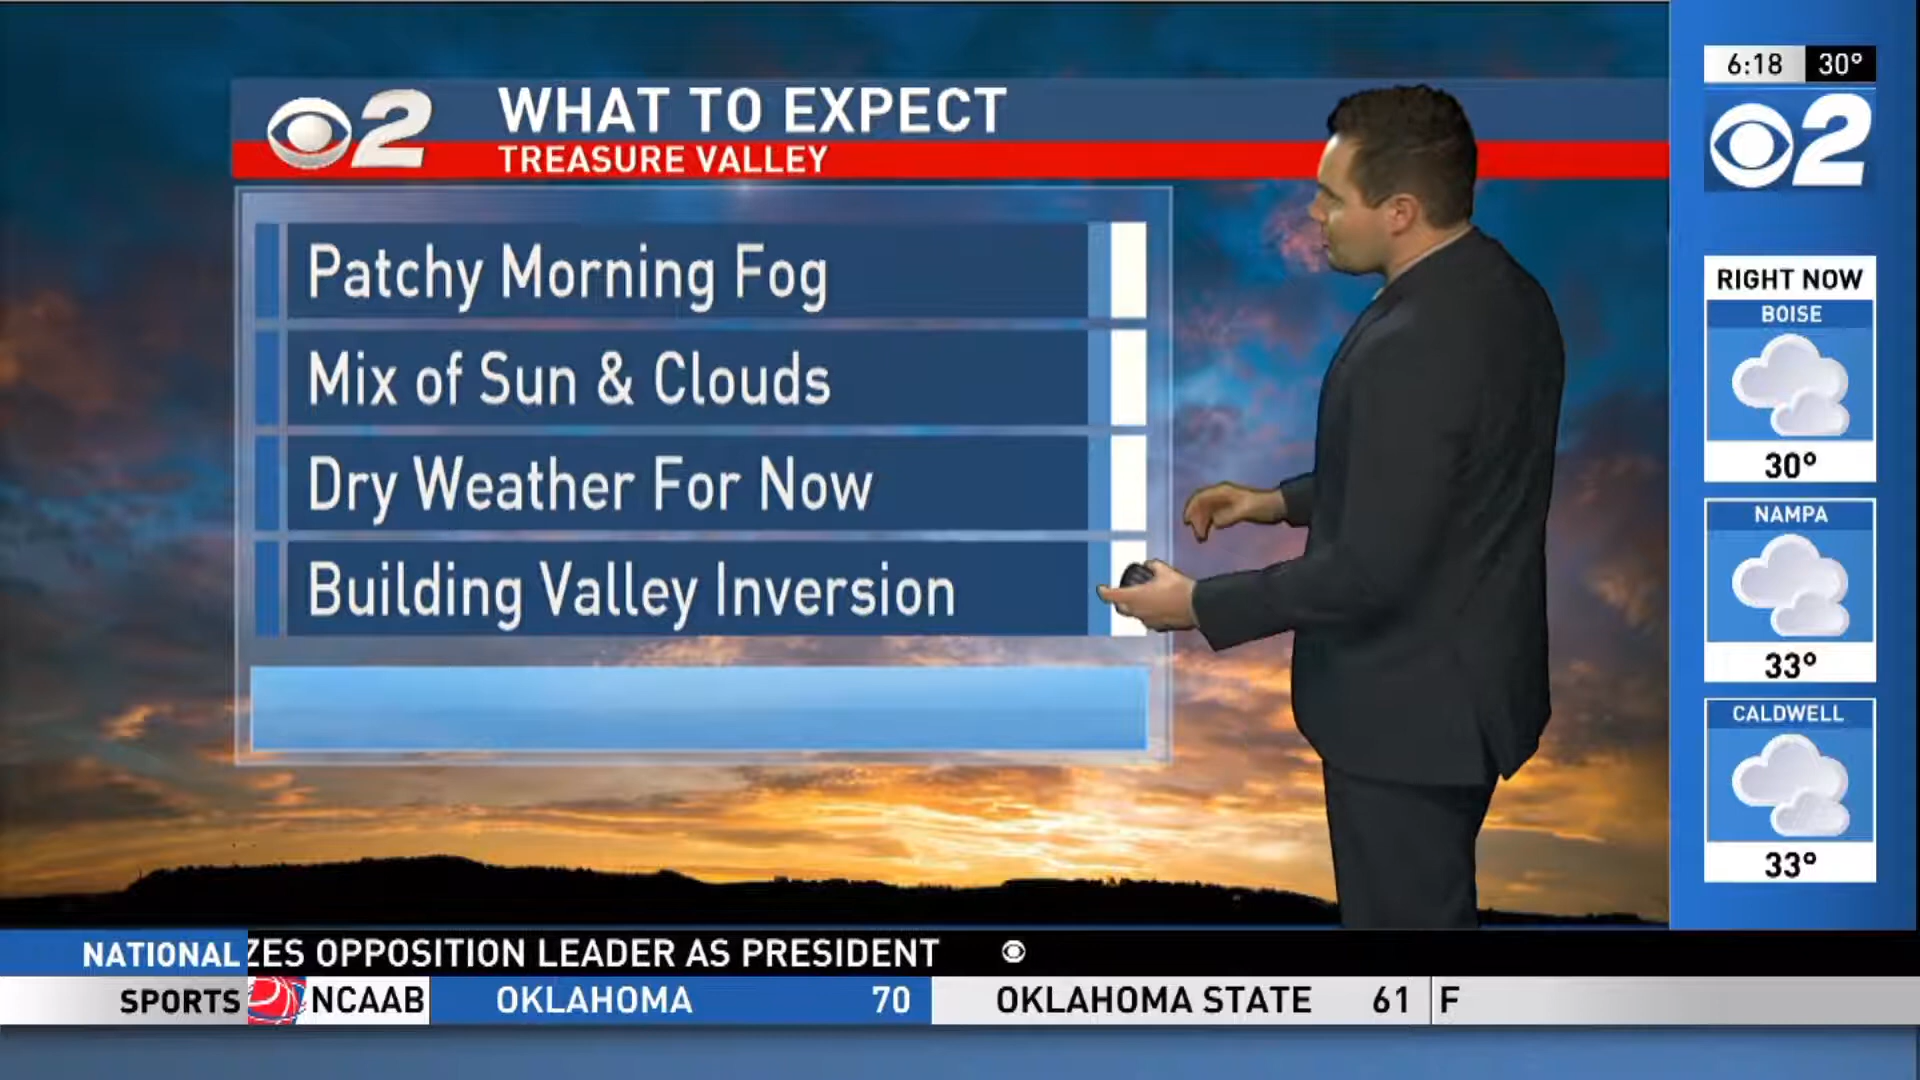 2
WHAT TO EXPECT
TREASURE VALLEY
Patchy Morning Fog
Mix of Sun & Clouds
Dry Weather For Now
Building Valley Inversion
6:18 30°
2
RIGHT NOW
BOISE
30°
NAMPA
33°
CALDWELL
33°
NATIONAL ZES OPPOSITION LEADER AS PRESIDENT
SPORTS NCAAB OKLAHOMA 70 OKLAHOMA STATE 61 F